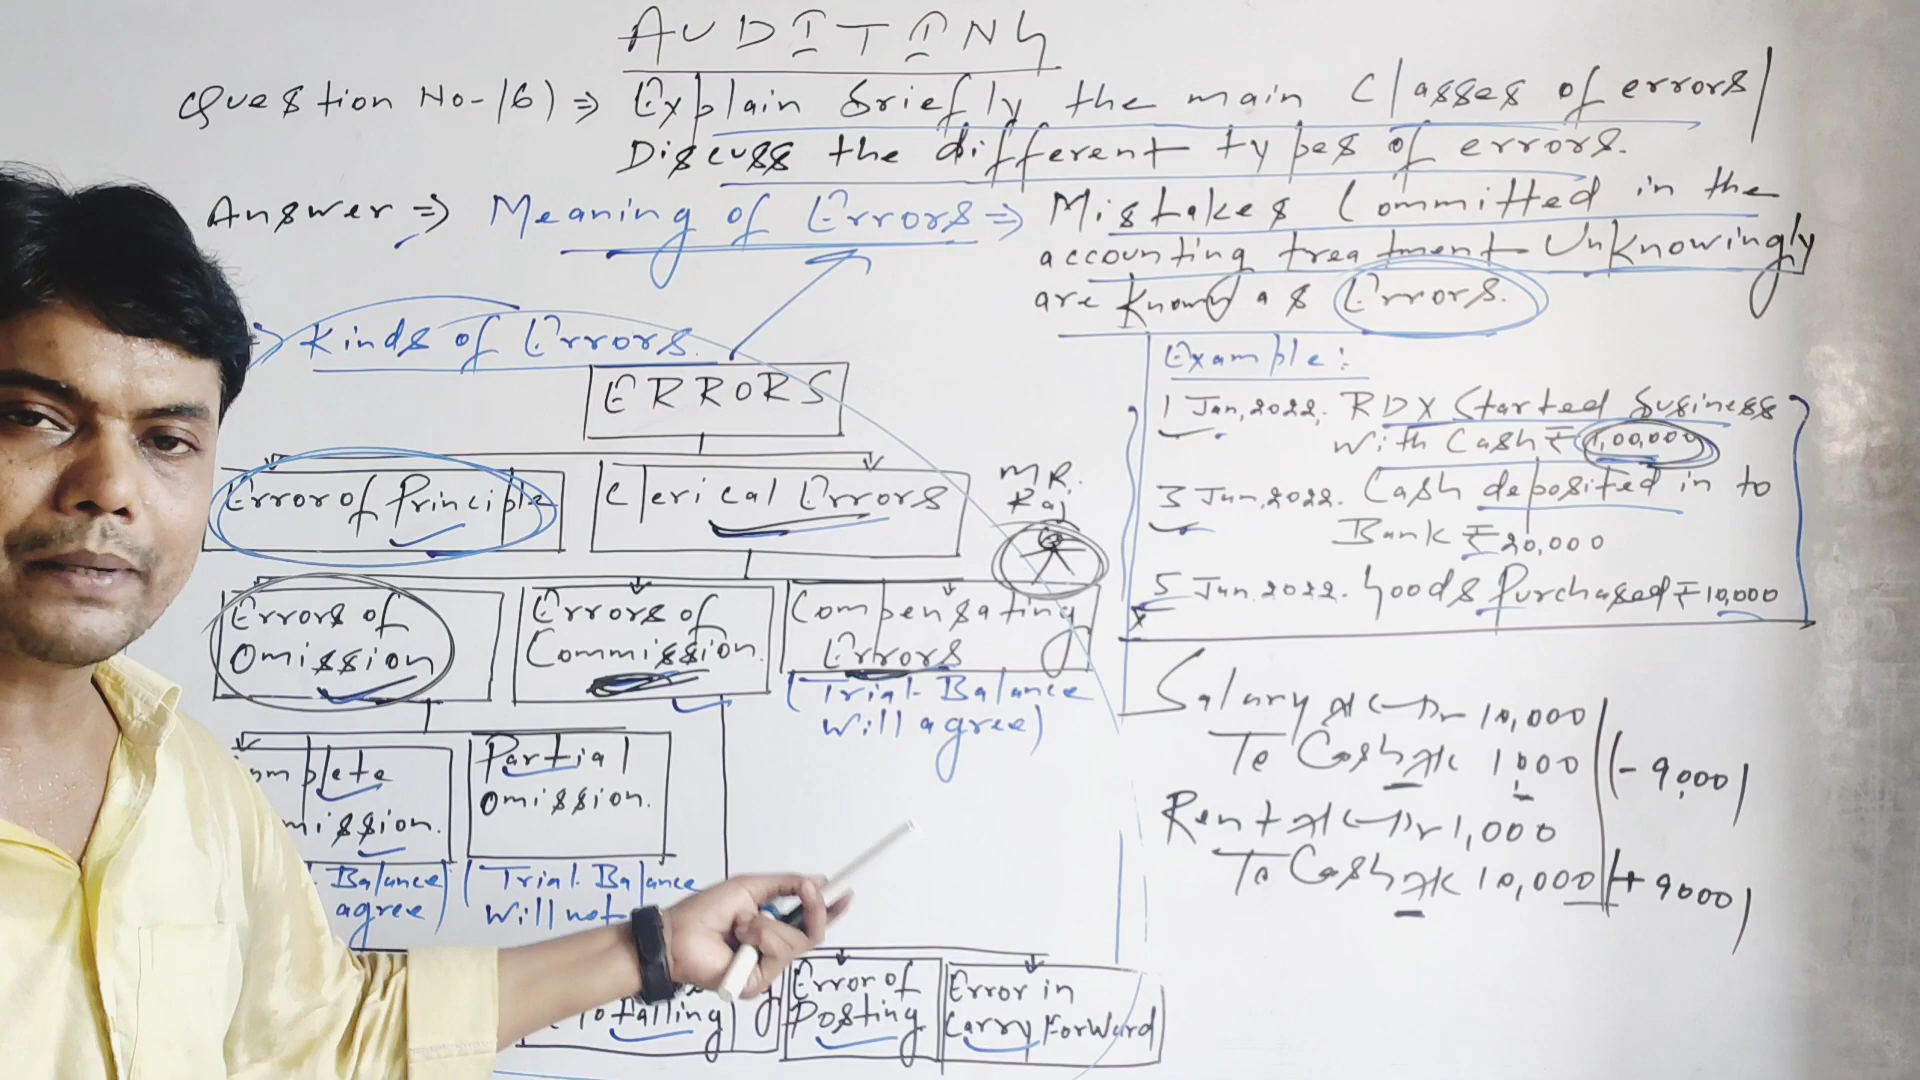 AUDITING
Question No-16) ⇒ Explain briefly the main classes of errors/
Discuss the different types of errors.
Answer ⇒ Meaning of Errors ⇒ Mistakes Committed in the
accounting treatment Unknowingly
are known as Errors.
Kinds of Errors.
ERRORS
Error of Principle
Clerical Errors
MR.
Raj
Errors of
Omission
Errors of
Commission.
Compensating
Errors
(Trial Balance
will agree)
Partial
Omission.
Balance
agree)
(Trial Balance
will not
Totalling)
Error of
Posting
Error in
Carry Forward
Example:
1 Jan, 2022. RDX Started business
with Cash ₹ 1,00,000
3 Jan, 2022. Cash deposited in to
Bank ₹ 20,000
5 Jan. 2022. Goods Purchased ₹ 10,000
Salary a/c Dr 10,000
To Cash a/c 1000 (- 9,000)
Rent a/c Dr 1,000
To Cash a/c 10,000 (+ 9000)